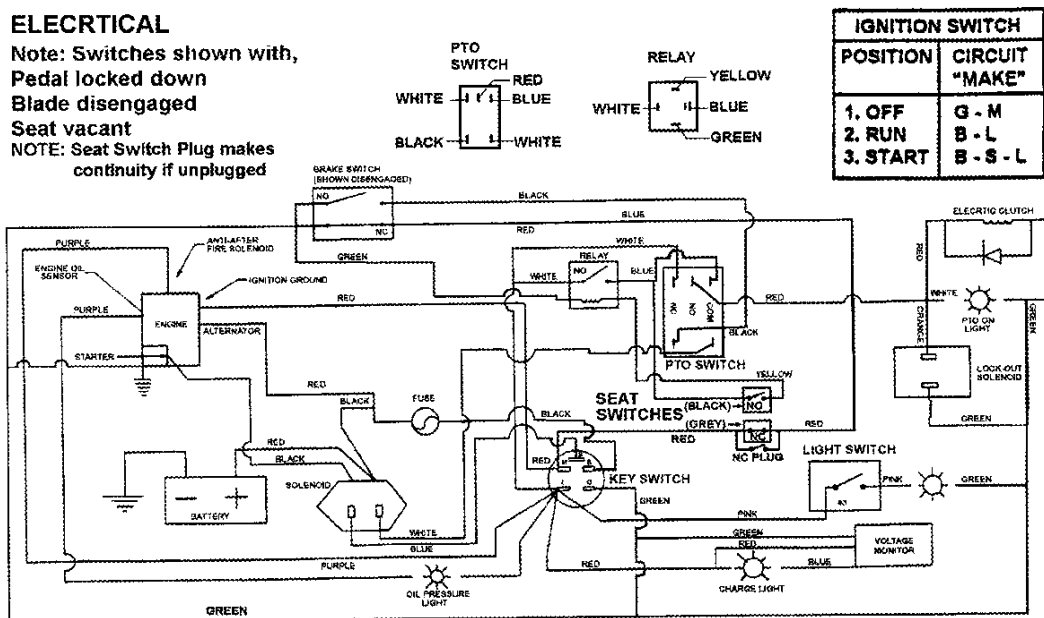 ELECRTICAL
Note: Switches shown with,
Pedal locked down
Blade disengaged
Seat vacant
NOTE: Seat Switch Plug makes
continuity if unplugged
PTO
SWITCH
RED
WHITE
BLUE
BLACK
WHITE
RELAY
YELLOW
WHITE
BLUE
GREEN
IGNITION SWITCH
POSITION
CIRCUIT
"MAKE"
1. OFF
G - M
2. RUN
B - L
3. START
B - S - L
BRAKE SWITCH
(SHOWN DISENGAGED)
NO
NC
BLACK
BLUE
RED
PURPLE
ANTI-AFTER
FIRE SOLENOID
GREEN
ENGINE OIL
SENSOR
IGNITION GROUND
RED
PURPLE
ENGINE
ALTERNATOR
STARTER
WHITE
RELAY
WHITE
NO
BLUE
NC
NO
COM
RED
BLACK
PTO SWITCH
YELLOW
ELECRTIC CLUTCH
RED
WHITE
PTO ON
LIGHT
GREEN
ORANGE
LOCK-OUT
SOLENOID
GREEN
RED
BLACK
FUSE
BLACK
SEAT
SWITCHES
(BLACK)
NO
(GREY)
RED
NC
RED
NC PLUG
RED
BLACK
SOLENOID
BATTERY
RED
M
B
L
G
KEY SWITCH
GREEN
LIGHT SWITCH
PINK
GREEN
PINK
WHITE
BLUE
PURPLE
OIL PRESSURE
LIGHT
RED
GREEN
RED
BLUE
CHARGE LIGHT
VOLTAGE
MONITOR
GREEN